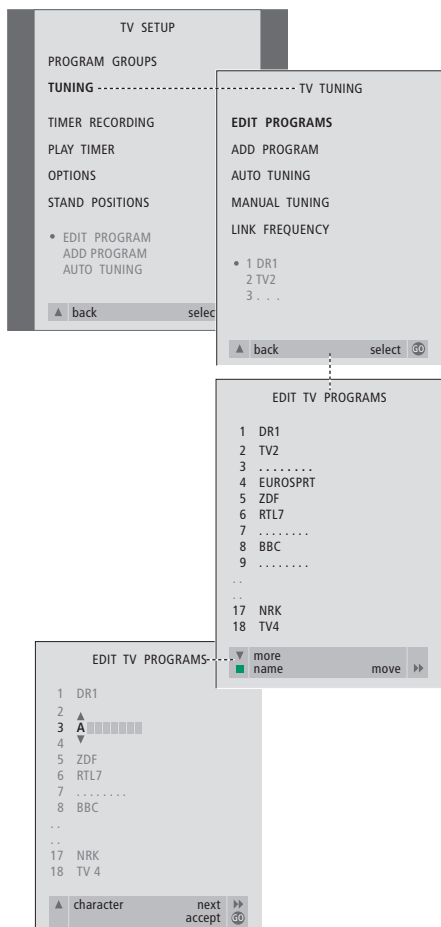 TV SETUP
PROGRAM GROUPS
TUNING
TIMER RECORDING
PLAY TIMER
OPTIONS
STAND POSITIONS
• EDIT PROGRAM
ADD PROGRAM
AUTO TUNING
▲ back selec
TV TUNING
EDIT PROGRAMS
ADD PROGRAM
AUTO TUNING
MANUAL TUNING
LINK FREQUENCY
• 1 DR1
2 TV2
3 . . .
▲ back select GO
EDIT TV PROGRAMS
1 DR1
2 TV2
3 ........
4 EUROSPRT
5 ZDF
6 RTL7
7 ........
8 BBC
9 ........
. .
. .
17 NRK
18 TV4
▼ more
name move ▶▶
EDIT TV PROGRAMS
1 DR1
2
3 A
4
5 ZDF
6 RTL7
7 ........
8 BBC
. .
. .
17 NRK
18 TV 4
▲ character next ▶▶
accept GO